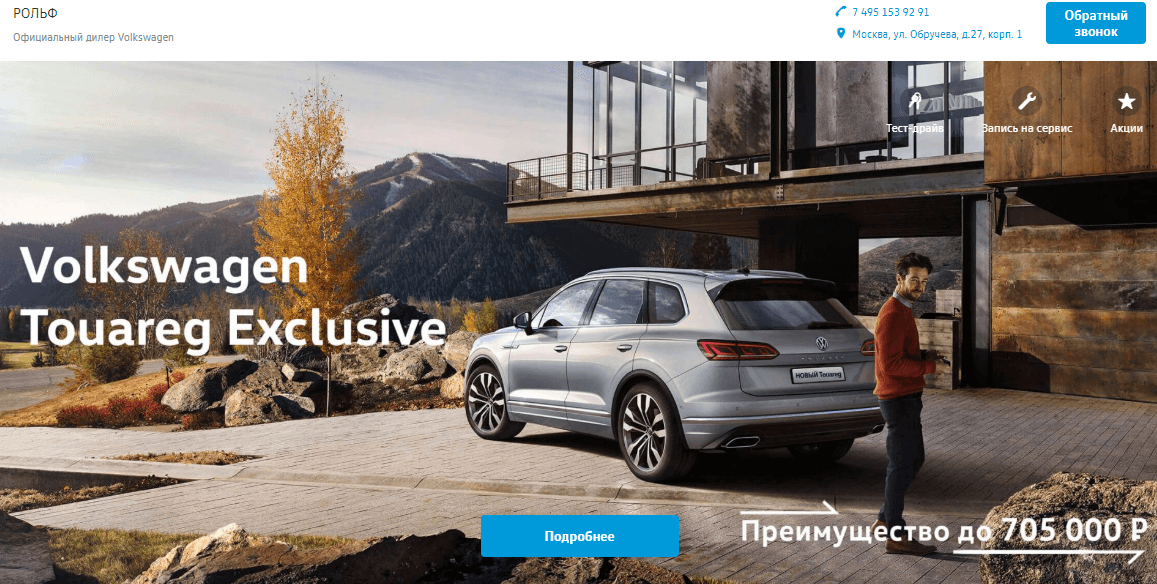 РОЛЬФ
Официальный дилер Volkswagen
7 495 153 92 91
Москва, ул. Обручева, д.27, корп. 1
Обратный
звонок
Тест-драйв
Запись на сервис
Акции
Volkswagen
Touareg Exclusive
НОВЫЙ Touareg
Подробнее
Преимущество до 705 000 ₽